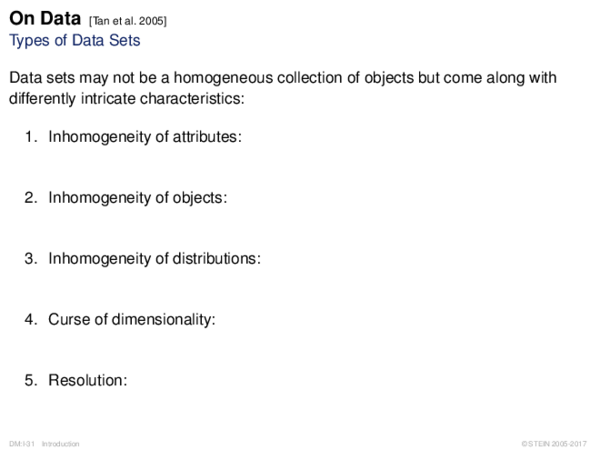 On Data [Tan et al. 2005]
Types of Data Sets
Data sets may not be a homogeneous collection of objects but come along with
differently intricate characteristics:
1. Inhomogeneity of attributes:
2. Inhomogeneity of objects:
3. Inhomogeneity of distributions:
4. Curse of dimensionality:
5. Resolution:
DM:I-31 Introduction © STEIN 2005-2017